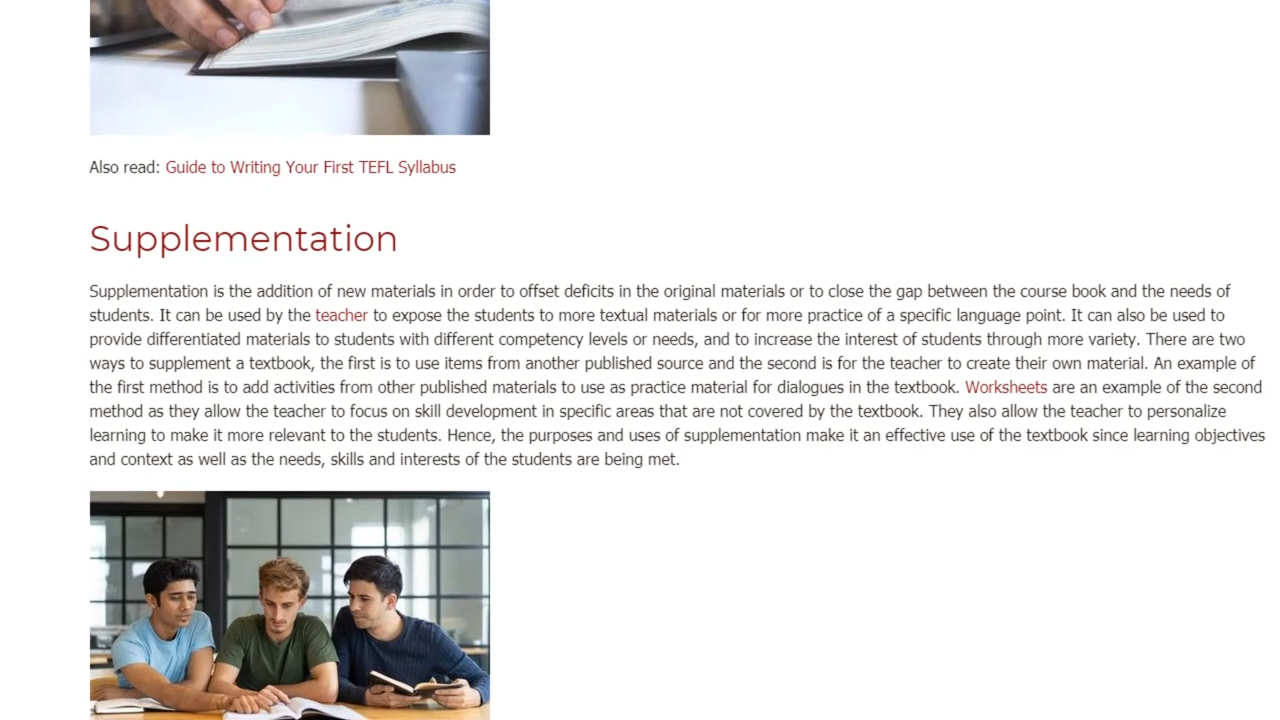 Also read: Guide to Writing Your First TEFL Syllabus
Supplementation
Supplementation is the addition of new materials in order to offset deficits in the original materials or to close the gap between the course book and the needs of
students. It can be used by the teacher to expose the students to more textual materials or for more practice of a specific language point. It can also be used to
provide differentiated materials to students with different competency levels or needs, and to increase the interest of students through more variety. There are two
ways to supplement a textbook, the first is to use items from another published source and the second is for the teacher to create their own material. An example of
the first method is to add activities from other published materials to use as practice material for dialogues in the textbook. Worksheets are an example of the second
method as they allow the teacher to focus on skill development in specific areas that are not covered by the textbook. They also allow the teacher to personalize
learning to make it more relevant to the students. Hence, the purposes and uses of supplementation make it an effective use of the textbook since learning objectives
and context as well as the needs, skills and interests of the students are being met.